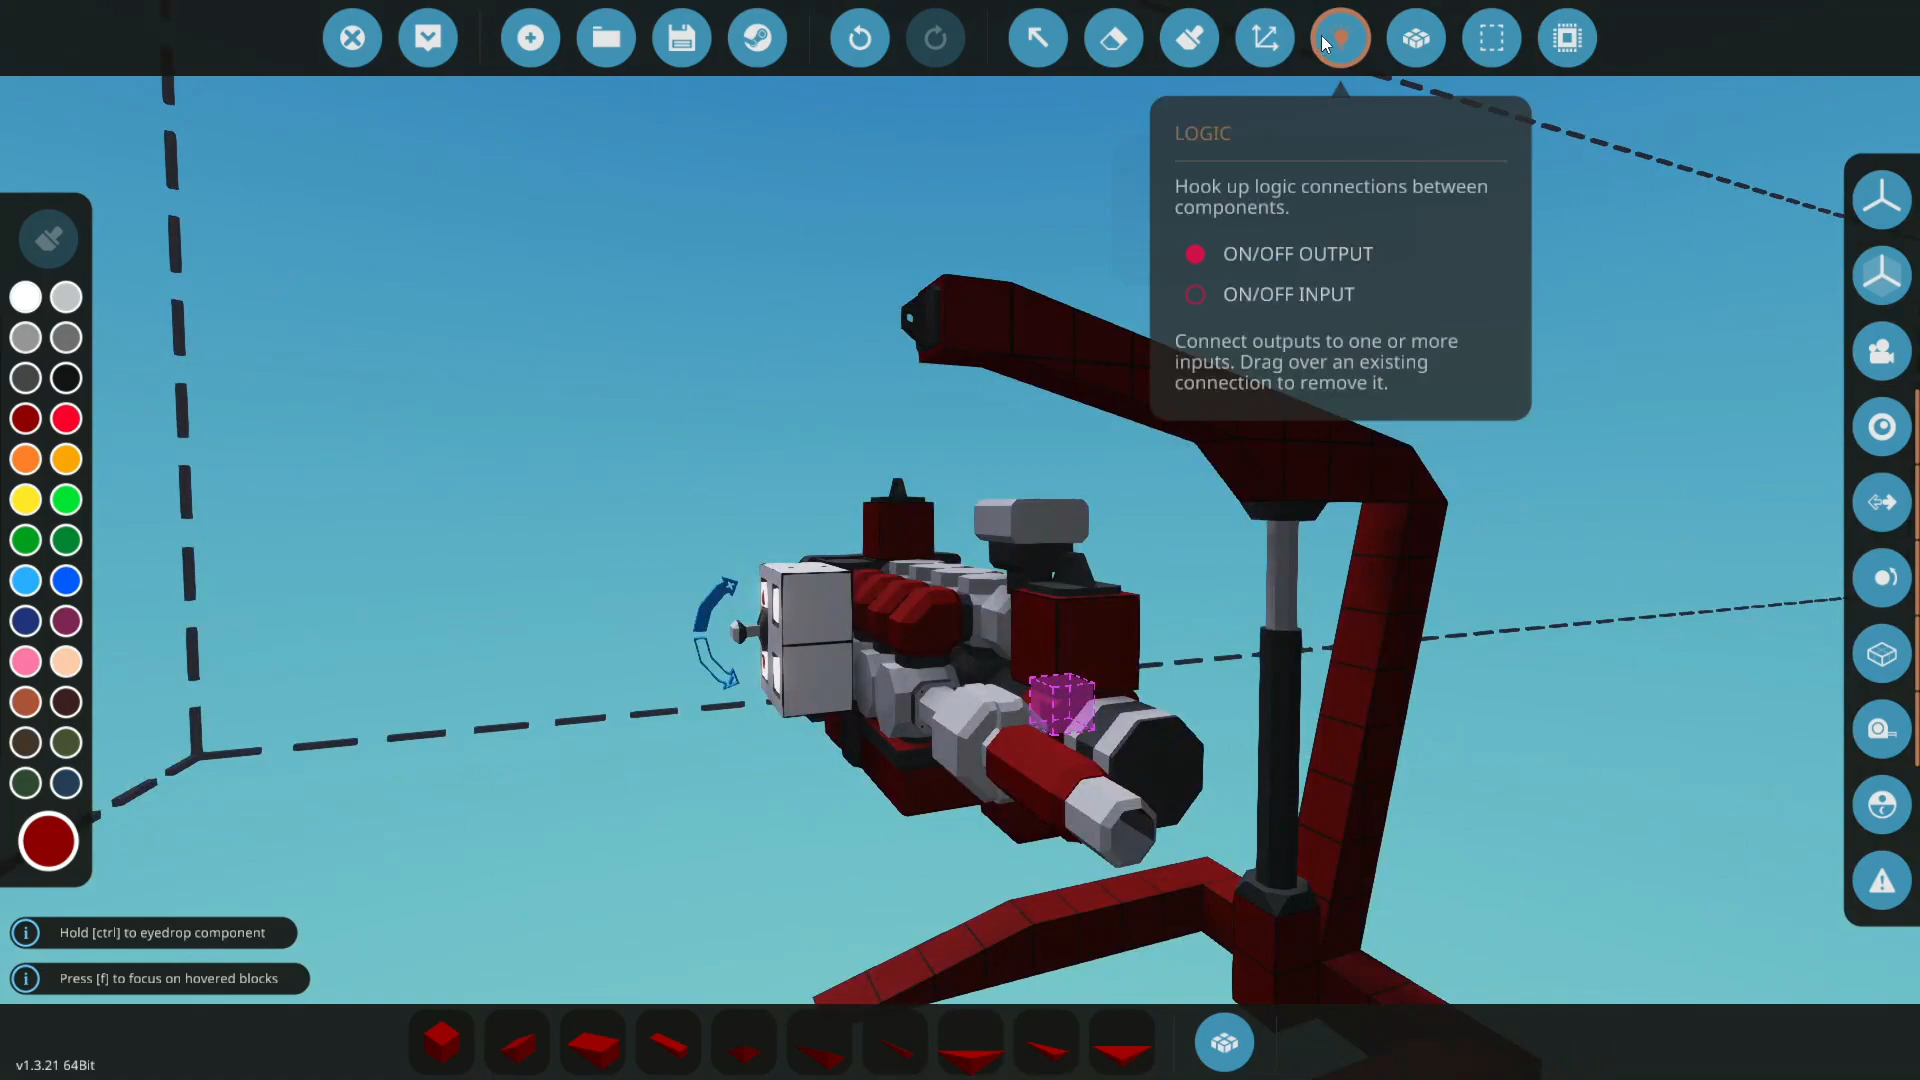 LOGIC
Hook up logic connections between
components.
ON/OFF OUTPUT
ON/OFF INPUT
Connect outputs to one or more
inputs. Drag over an existing
connection to remove it.
Hold [ctrl] to eyedrop component
Press [f] to focus on hovered blocks
v1.3.21 64Bit